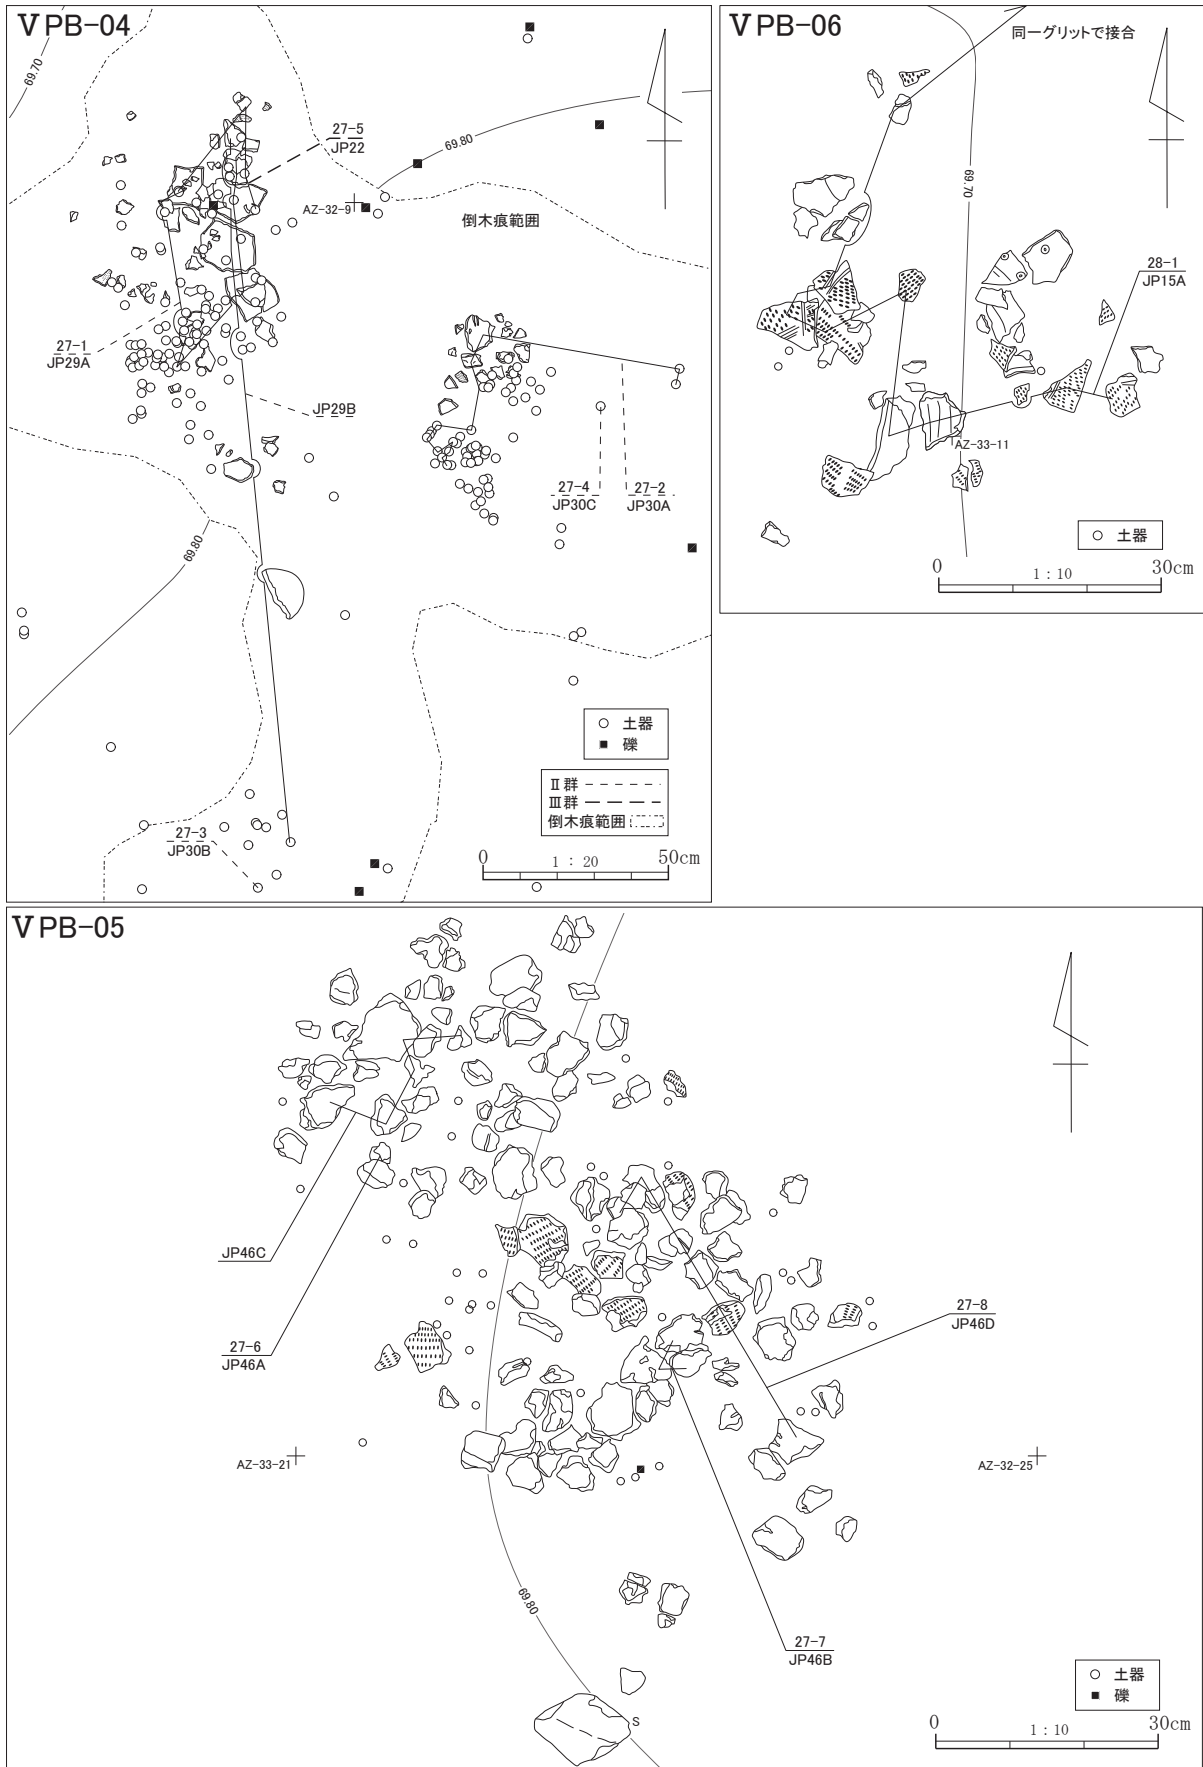 Ⅴ PB-04
69.70
27-5
JP22
69.80
AZ-32-9
倒木痕範囲
27-1
JP29A
JP29B
27-4
JP30C
27-2
JP30A
69.80
27-3
JP30B
○ 土器
■ 礫
Ⅱ群
Ⅲ群
倒木痕範囲
0 1 : 20 50cm
Ⅴ PB-06
同一グリットで接合
69.70
28-1
JP15A
AZ-33-11
○ 土器
0 1 : 10 30cm
Ⅴ PB-05
JP46C
27-6
JP46A
27-8
JP46D
AZ-33-21
AZ-32-25
69.80
27-7
JP46B
S
○ 土器
■ 礫
0 1 : 10 30cm